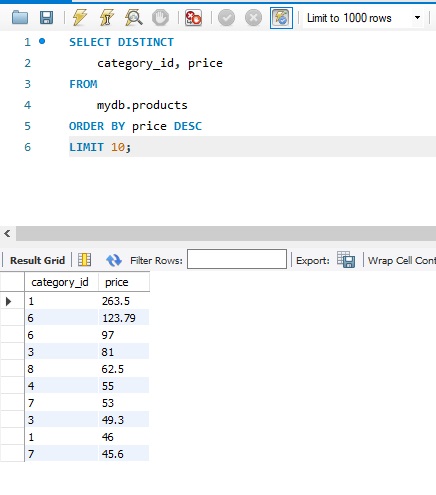 Limit to 1000 rows
1 SELECT DISTINCT
2 category_id, price
3 FROM
4 mydb.products
5 ORDER BY price DESC
6 LIMIT 10;
Result Grid Filter Rows: Export: Wrap Cell Cont
category_id price
1 263.5
6 123.79
6 97
3 81
8 62.5
4 55
7 53
3 49.3
1 46
7 45.6